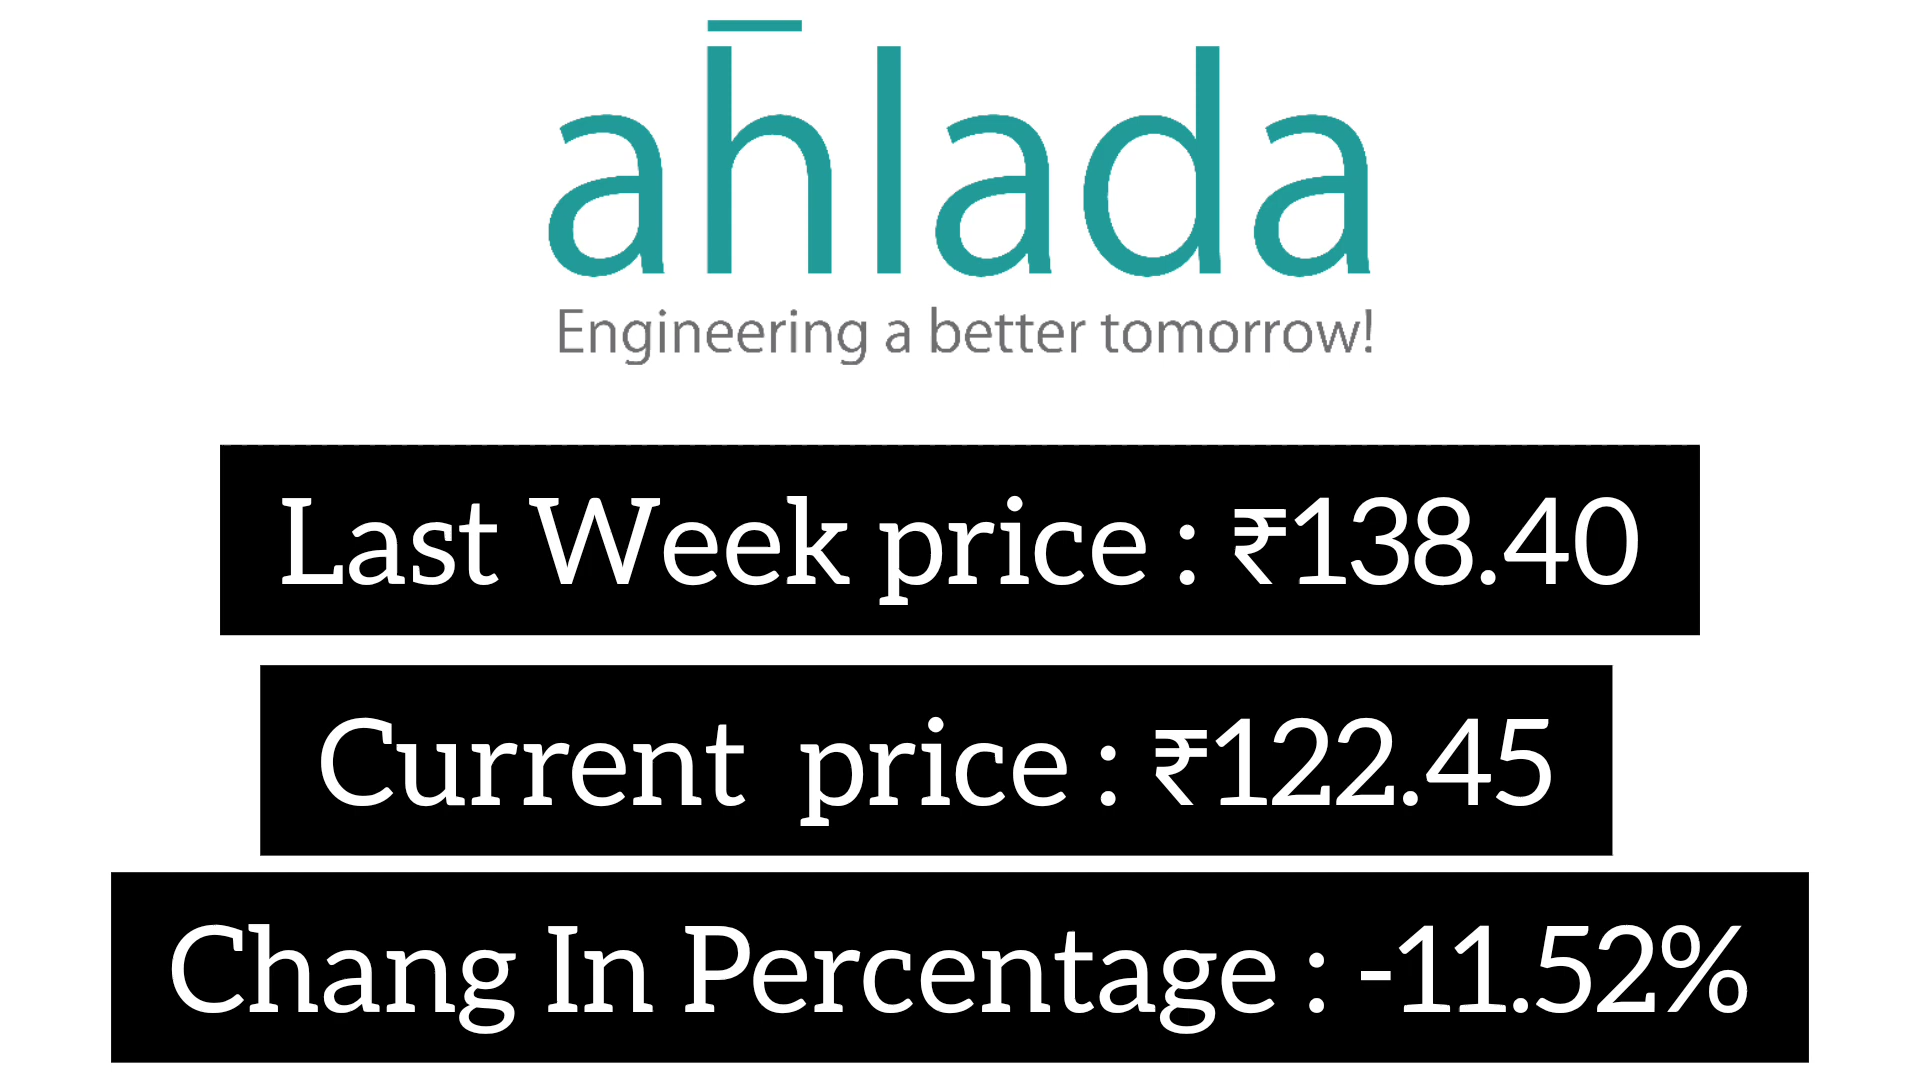 ahlada
Engineering a better tomorrow!
Last Week price : ₹138.40
Current price : ₹122.45
Chang In Percentage : -11.52%